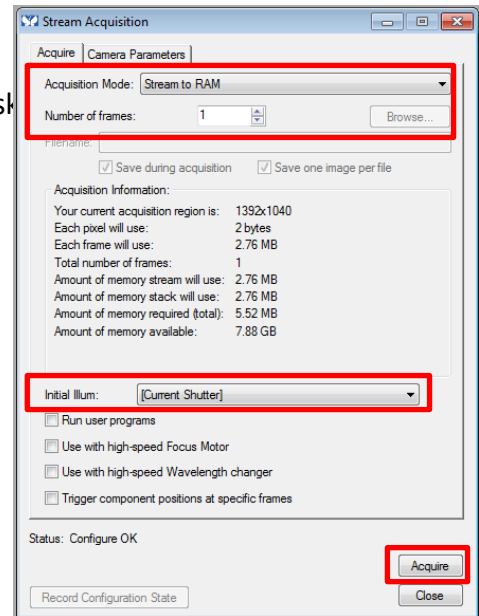 Stream Acquisition
Acquire Camera Parameters
Acquisition Mode: Stream to RAM
Number of frames: 1 Browse...
Filename:
Save during acquisition Save one image per file
Acquisition Information:
Your current acquisition region is: 1392x1040
Each pixel will use: 2 bytes
Each frame will use: 2.76 MB
Total number of frames: 1
Amount of memory stream will use: 2.76 MB
Amount of memory stack will use: 2.76 MB
Amount of memory required (total): 5.52 MB
Amount of memory available: 7.88 GB
Initial Illum: [Current Shutter]
Run user programs
Use with high-speed Focus Motor
Use with high-speed Wavelength changer
Trigger component positions at specific frames
Status: Configure OK
Acquire
Record Configuration State Close